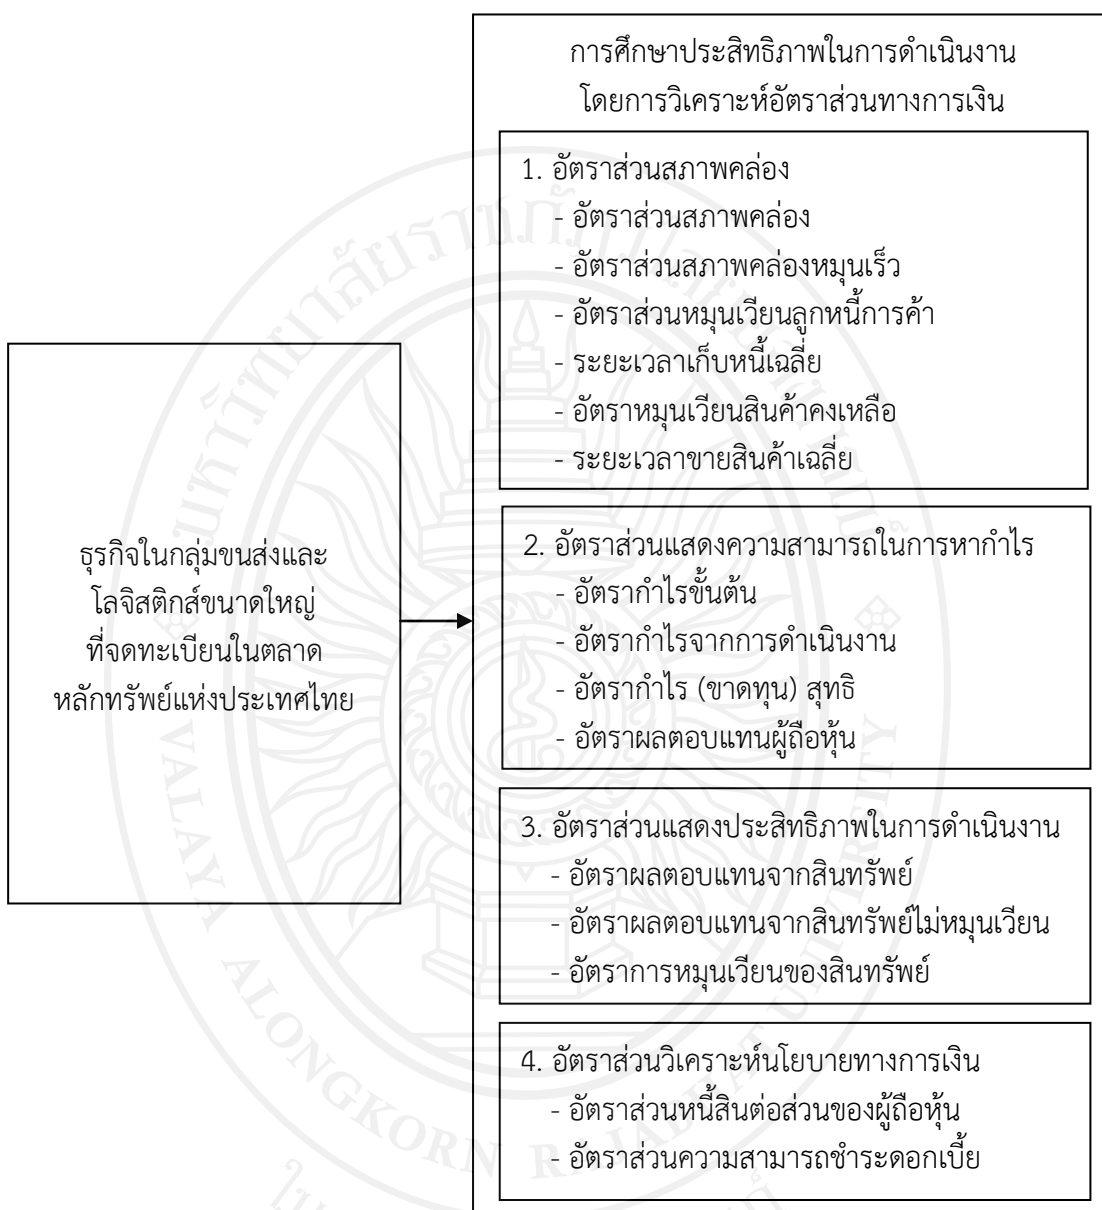 การศึกษาประสิทธิภาพในการดำเนินงาน
โดยการวิเคราะห์อัตราส่วนทางการเงิน
1. อัตราส่วนสภาพคล่อง
- อัตราส่วนสภาพคล่อง
- อัตราส่วนสภาพคล่องหมุนเร็ว
- อัตราส่วนหมุนเวียนลูกหนี้การค้า
- ระยะเวลาเก็บหนี้เฉลี่ย
- อัตราหมุนเวียนสินค้าคงเหลือ
- ระยะเวลาขายสินค้าเฉลี่ย
ธุรกิจในกลุ่มขนส่งและ
โลจิสติกส์ขนาดใหญ่
ที่จดทะเบียนในตลาด
หลักทรัพย์แห่งประเทศไทย
2. อัตราส่วนแสดงความสามารถในการหากำไร
- อัตรากำไรขั้นต้น
- อัตรากำไรจากการดำเนินงาน
- อัตรากำไร (ขาดทุน) สุทธิ
- อัตราผลตอบแทนผู้ถือหุ้น
3. อัตราส่วนแสดงประสิทธิภาพในการดำเนินงาน
- อัตราผลตอบแทนจากสินทรัพย์
- อัตราผลตอบแทนจากสินทรัพย์ไม่หมุนเวียน
- อัตราการหมุนเวียนของสินทรัพย์
4. อัตราส่วนวิเคราะห์นโยบายทางการเงิน
- อัตราส่วนหนี้สินต่อส่วนของผู้ถือหุ้น
- อัตราส่วนความสามารถชำระดอกเบี้ย
VALAYA ALONGKORN RAJABHAT UNIVERSITY